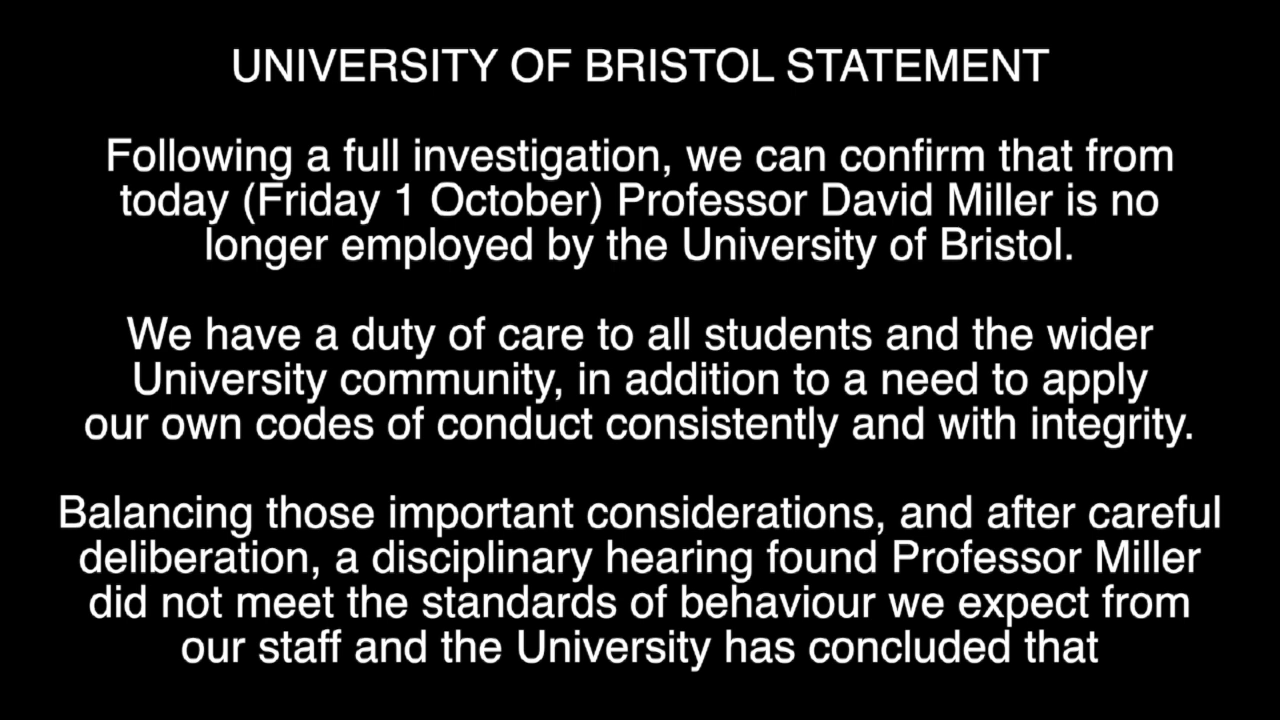 UNIVERSITY OF BRISTOL STATEMENT
Following a full investigation, we can confirm that from
today (Friday 1 October) Professor David Miller is no
longer employed by the University of Bristol.
We have a duty of care to all students and the wider
University community, in addition to a need to apply
our own codes of conduct consistently and with integrity.
Balancing those important considerations, and after careful
deliberation, a disciplinary hearing found Professor Miller
did not meet the standards of behaviour we expect from
our staff and the University has concluded that